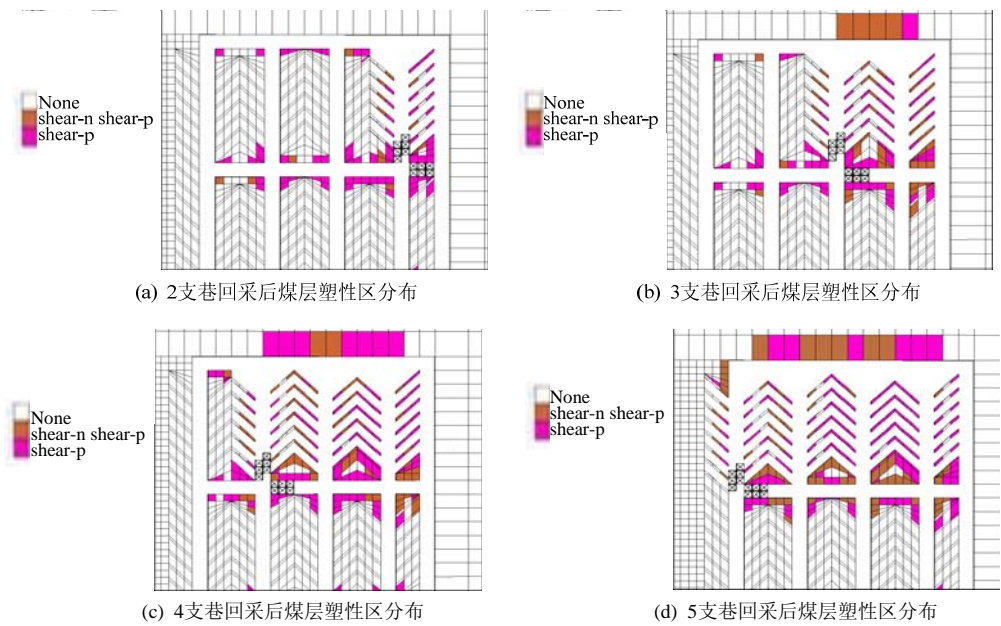 None
shear-n shear-p
shear-p
(a) 2支巷回采后煤层塑性区分布
None
shear-n shear-p
shear-p
(b) 3支巷回采后煤层塑性区分布
None
shear-n shear-p
shear-p
(c) 4支巷回采后煤层塑性区分布
None
shear-n shear-p
shear-p
(d) 5支巷回采后煤层塑性区分布